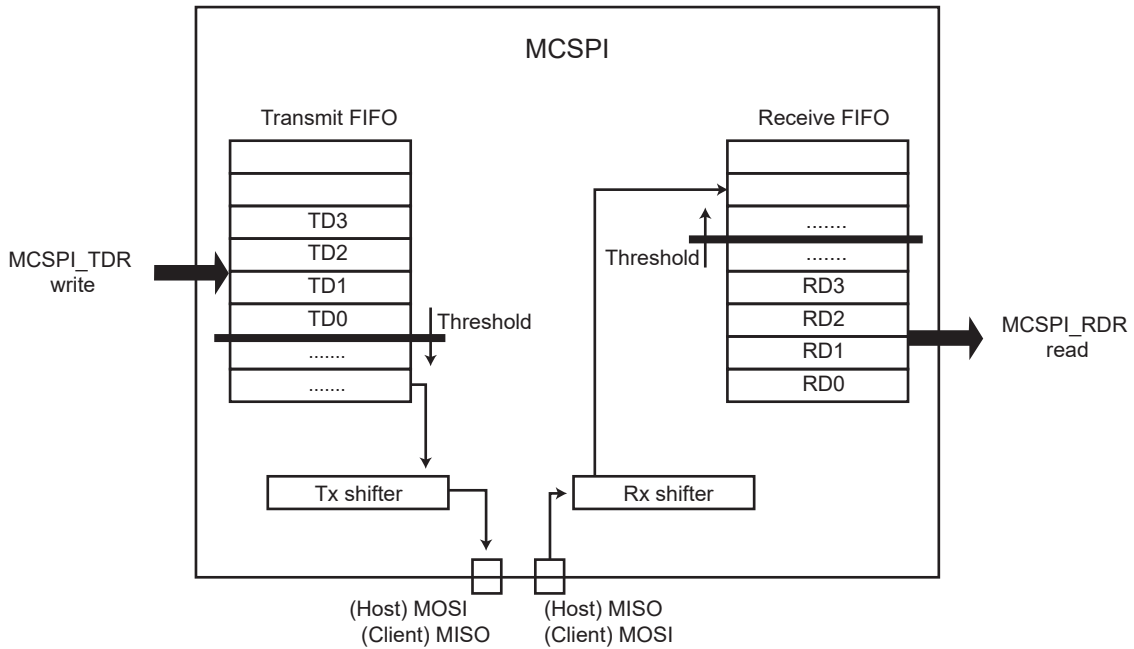 MCSPI
Transmit FIFO
TD3
TD2
TD1
TD0
.......
.......
MCSPI_TDR
write
Threshold
Receive FIFO
.......
.......
RD3
RD2
RD1
RD0
Threshold
MCSPI_RDR
read
Tx shifter
Rx shifter
(Host) MOSI
(Client) MISO
(Host) MISO
(Client) MOSI